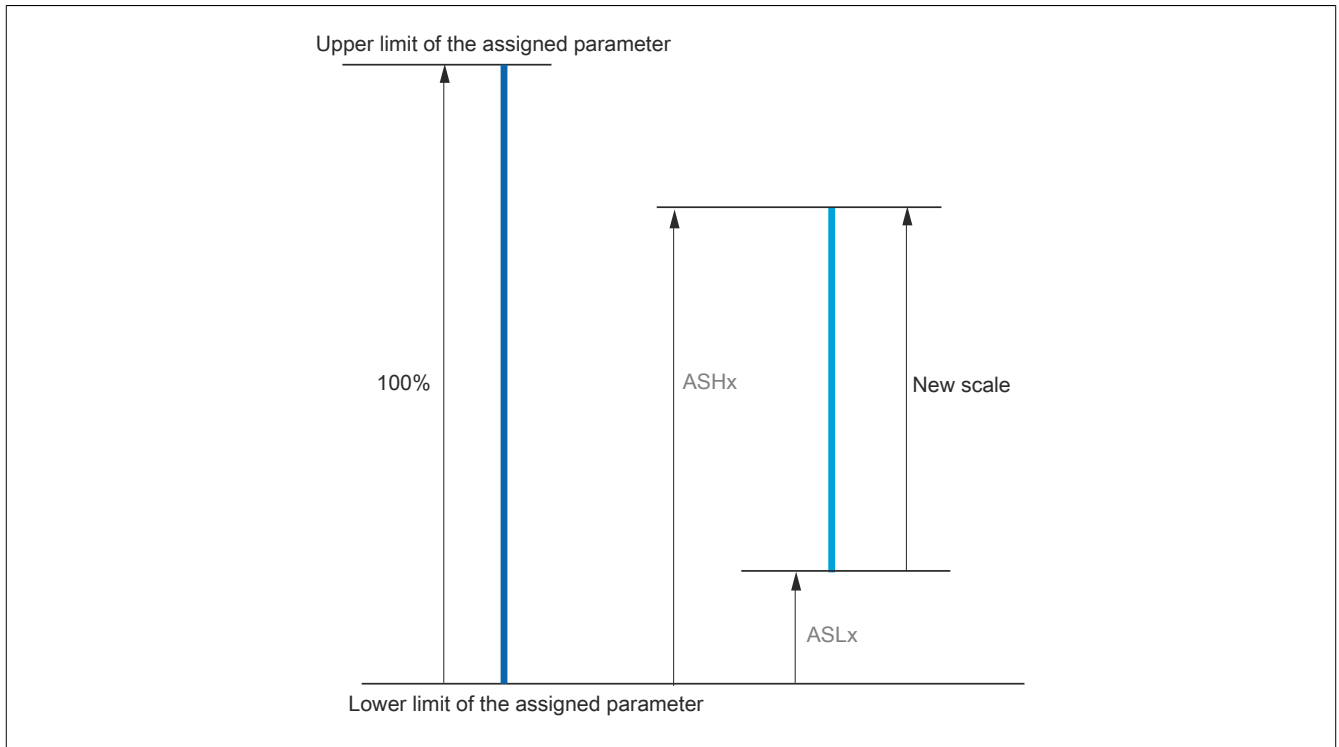 Upper limit of the assigned parameter
100%
ASHx
New scale
ASLx
Lower limit of the assigned parameter